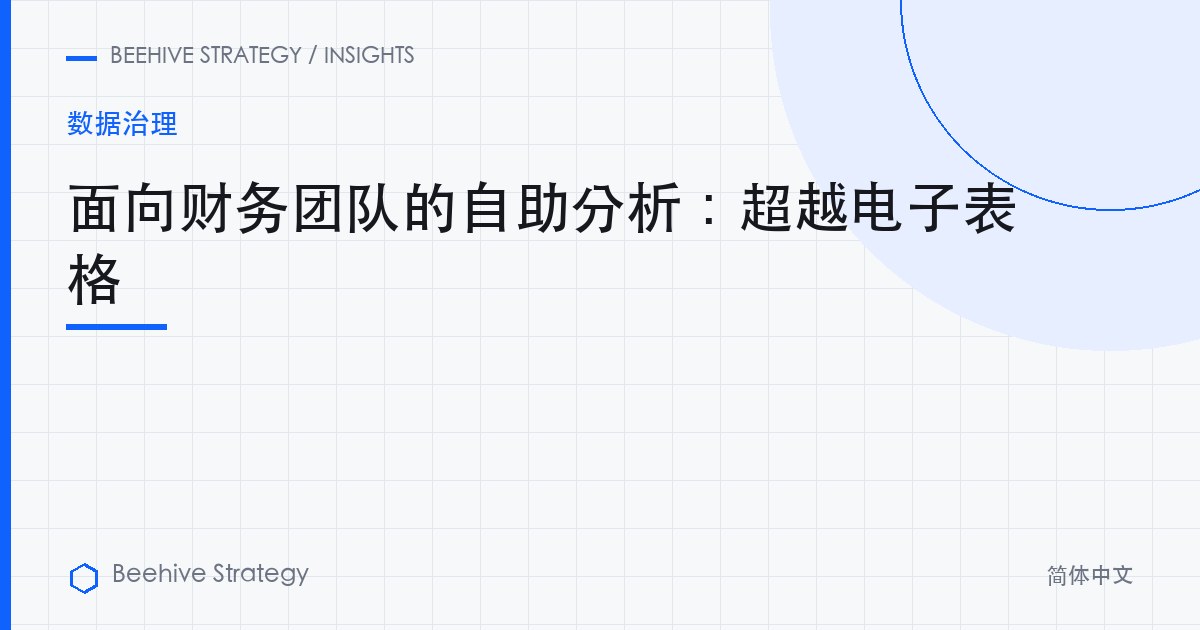 BEEHIVE STRATEGY / INSIGHTS
数据治理
面向财务团队的自助分析：超越电子表
格
Beehive Strategy
简体中文